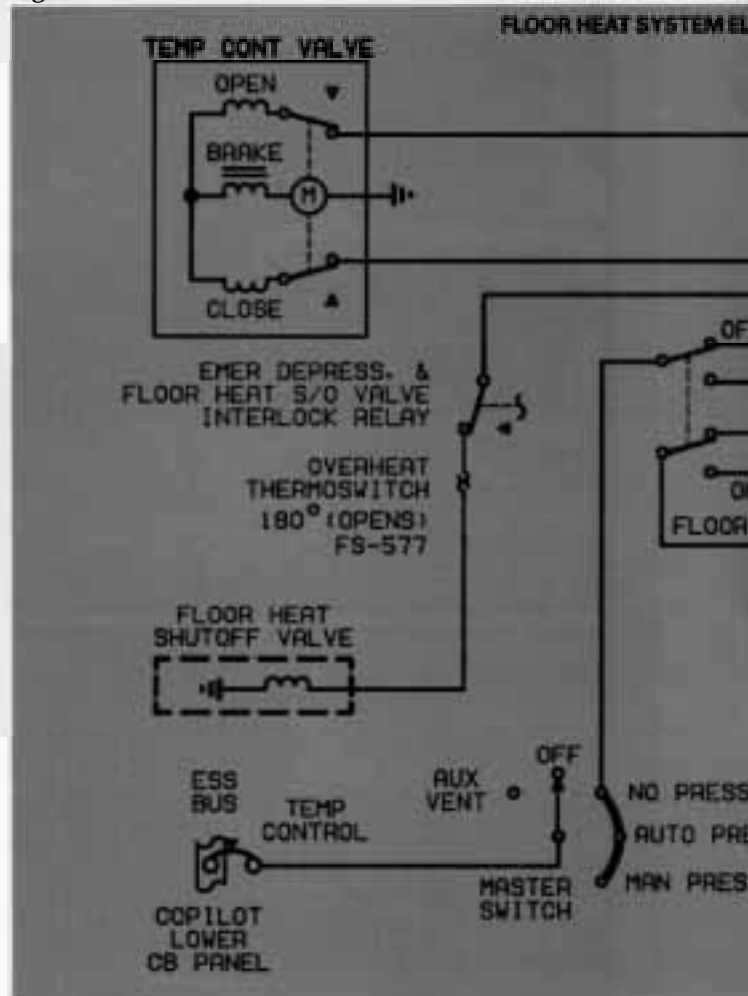 FLOOR HEAT SYSTEM EL
TEMP CONT VALVE
OPEN
BRAKE
M
CLOSE
EMER DEPRESS. &
FLOOR HEAT S/O VALVE
INTERLOCK RELAY
OVERHEAT
THERMOSWITCH
180° (OPENS)
FS-577
FLOOR
FLOOR HEAT
SHUTOFF VALVE
OFF
AUX
VENT
NO PRESS
AUTO PRE
MAN PRES
MASTER
SWITCH
ESS
BUS
TEMP
CONTROL
COPILOT
LOWER
CB PANEL